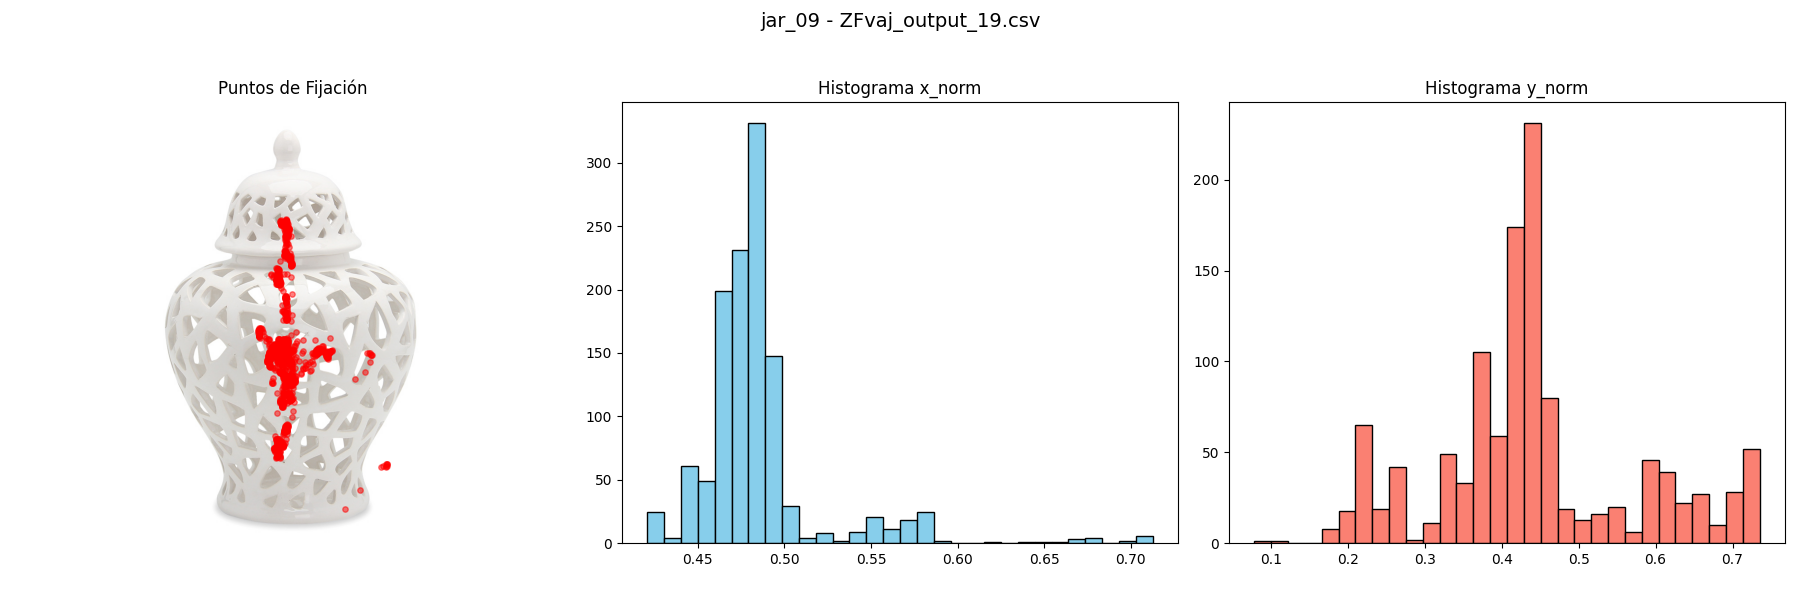 jar_09 - ZFvaj_output_19.csv
Puntos de Fijación
Histograma x_norm
300
250
200
150
100
50
0
0.45 0.50 0.55 0.60 0.65 0.70
Histograma y_norm
200
150
100
50
0
0.1 0.2 0.3 0.4 0.5 0.6 0.7